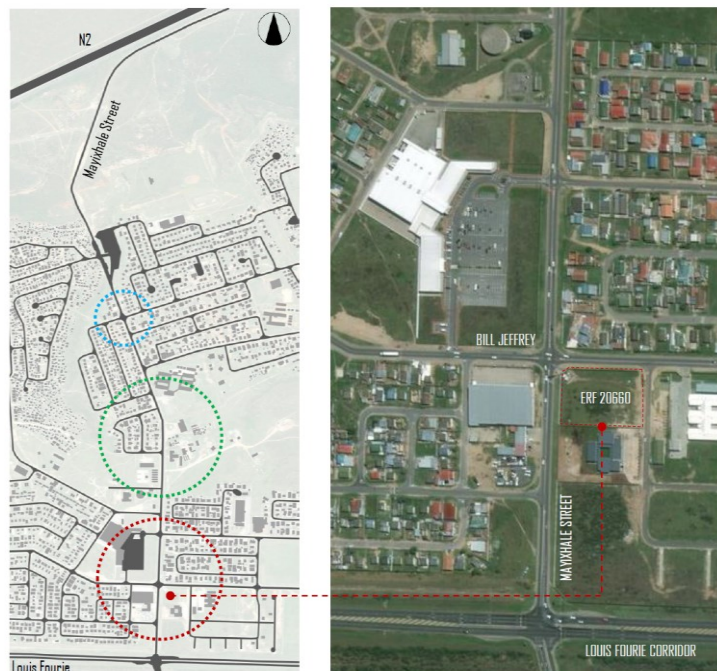 N2
Mayixhale Street
Louis Fourie
BILL JEFFREY
ERF 20660
MAYIXHALE STREET
LOUIS FOURIE CORRIDOR